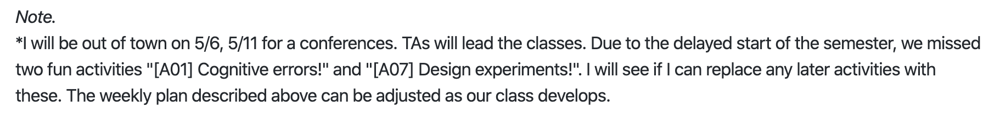 Note.
*I will be out of town on 5/6, 5/11 for a conferences. TAs will lead the classes. Due to the delayed start of the semester, we missed
two fun activities "[A01] Cognitive errors!" and "[A07] Design experiments!". I will see if I can replace any later activities with
these. The weekly plan described above can be adjusted as our class develops.